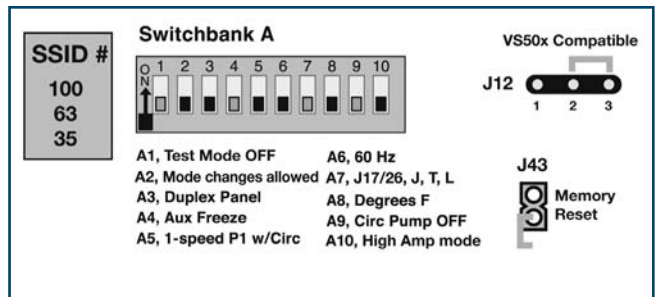 SSID #
100
63
35
Switchbank A
ON
1 2 3 4 5 6 7 8 9 10
A1, Test Mode OFF
A2, Mode changes allowed
A3, Duplex Panel
A4, Aux Freeze
A5, 1-speed P1 w/Circ
A6, 60 Hz
A7, J17/26, J, T, L
A8, Degrees F
A9, Circ Pump OFF
A10, High Amp mode
VS50x Compatible
J12
1 2 3
J43
Memory
Reset